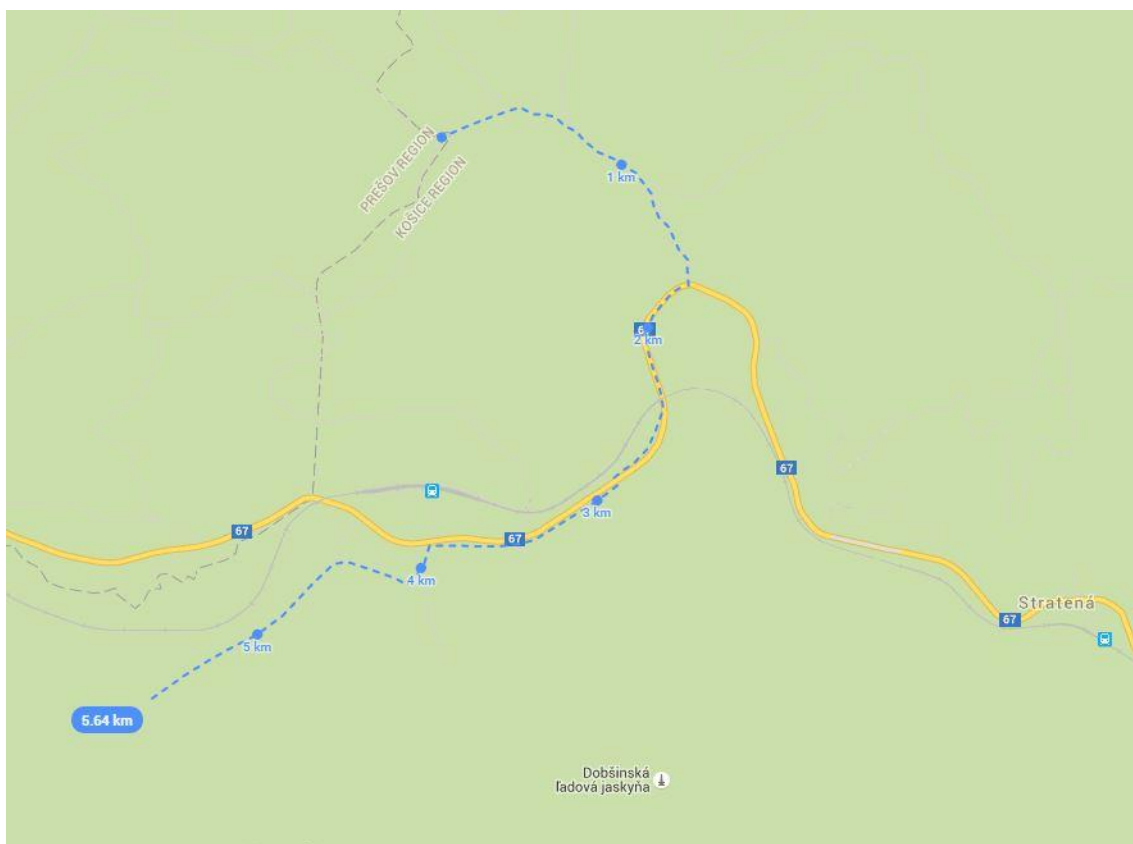 PREŠOV REGION
KOŠICE REGION
1 km
2 km
67
67
3 km
67
4 km
Stratená
67
5 km
5.64 km
Dobšinská
ľadová jaskyňa